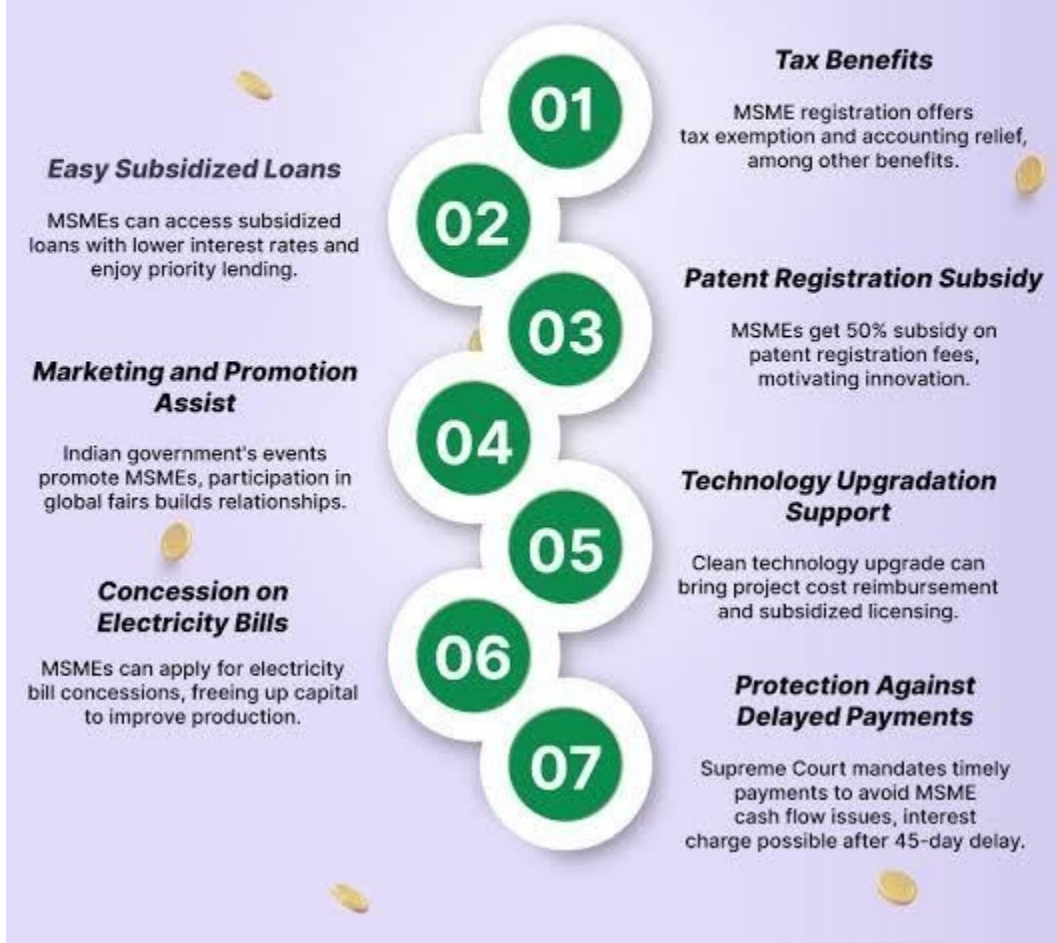 01
Tax Benefits
MSME registration offers
tax exemption and accounting relief,
among other benefits.
02
Easy Subsidized Loans
MSMEs can access subsidized
loans with lower interest rates and
enjoy priority lending.
03
Patent Registration Subsidy
MSMEs get 50% subsidy on
patent registration fees,
motivating innovation.
04
Marketing and Promotion
Assist
Indian government's events
promote MSMEs, participation in
global fairs builds relationships.
05
Technology Upgradation
Support
Clean technology upgrade can
bring project cost reimbursement
and subsidized licensing.
06
Concession on
Electricity Bills
MSMEs can apply for electricity
bill concessions, freeing up capital
to improve production.
07
Protection Against
Delayed Payments
Supreme Court mandates timely
payments to avoid MSME
cash flow issues, interest
charge possible after 45-day delay.